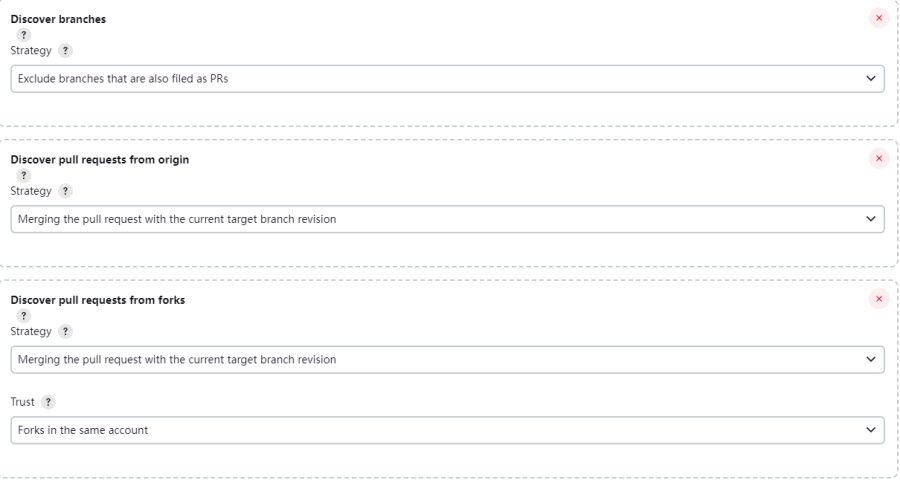 Discover branches
?
Strategy ?
Exclude branches that are also filed as PRs
Discover pull requests from origin
?
Strategy ?
Merging the pull request with the current target branch revision
Discover pull requests from forks
?
Strategy ?
Merging the pull request with the current target branch revision
Trust ?
Forks in the same account